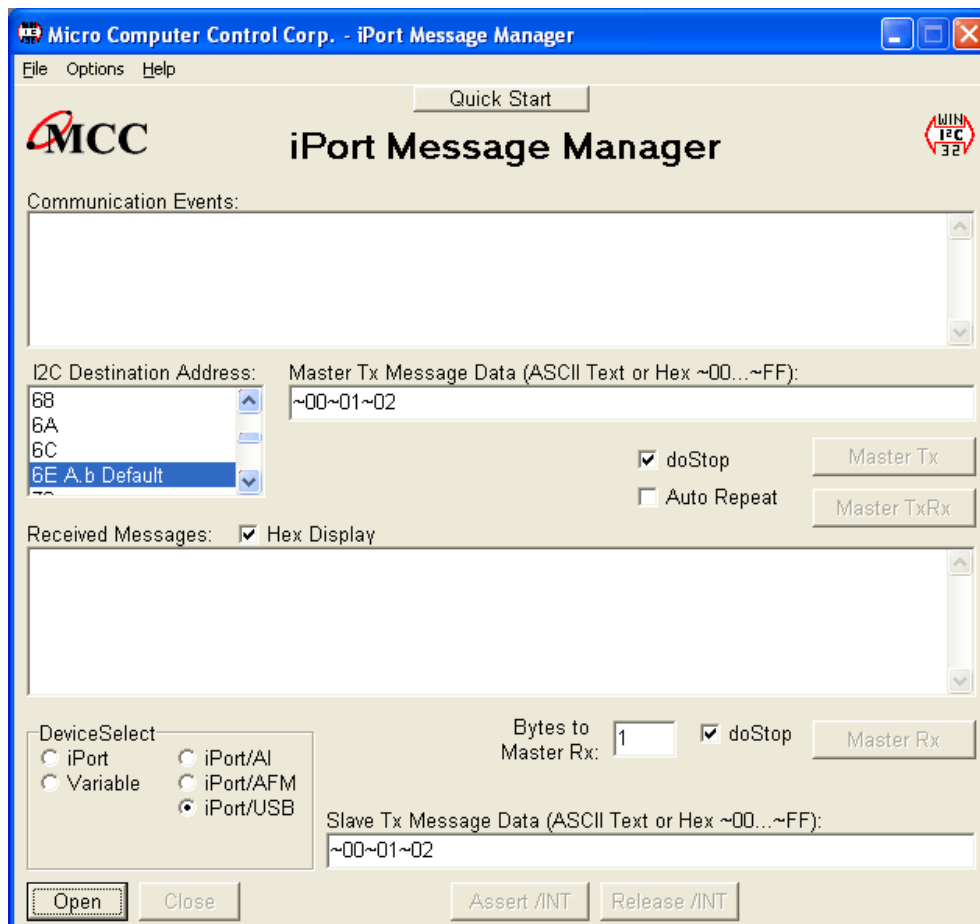 Micro Computer Control Corp. - iPort Message Manager
File Options Help
Quick Start
MCC
iPort Message Manager
WIN
I²C
32
Communication Events:
I2C Destination Address:
Master Tx Message Data (ASCII Text or Hex ~00...~FF):
68
~00~01~02
6A
6C
6E A.b Default
doStop
Master Tx
Auto Repeat
Master TxRx
Received Messages:
Hex Display
DeviceSelect
iPort
iPort/AI
Variable
iPort/AFM
iPort/USB
Bytes to
Master Rx:
1
doStop
Master Rx
Slave Tx Message Data (ASCII Text or Hex ~00...~FF):
~00~01~02
Open
Close
Assert /INT
Release /INT